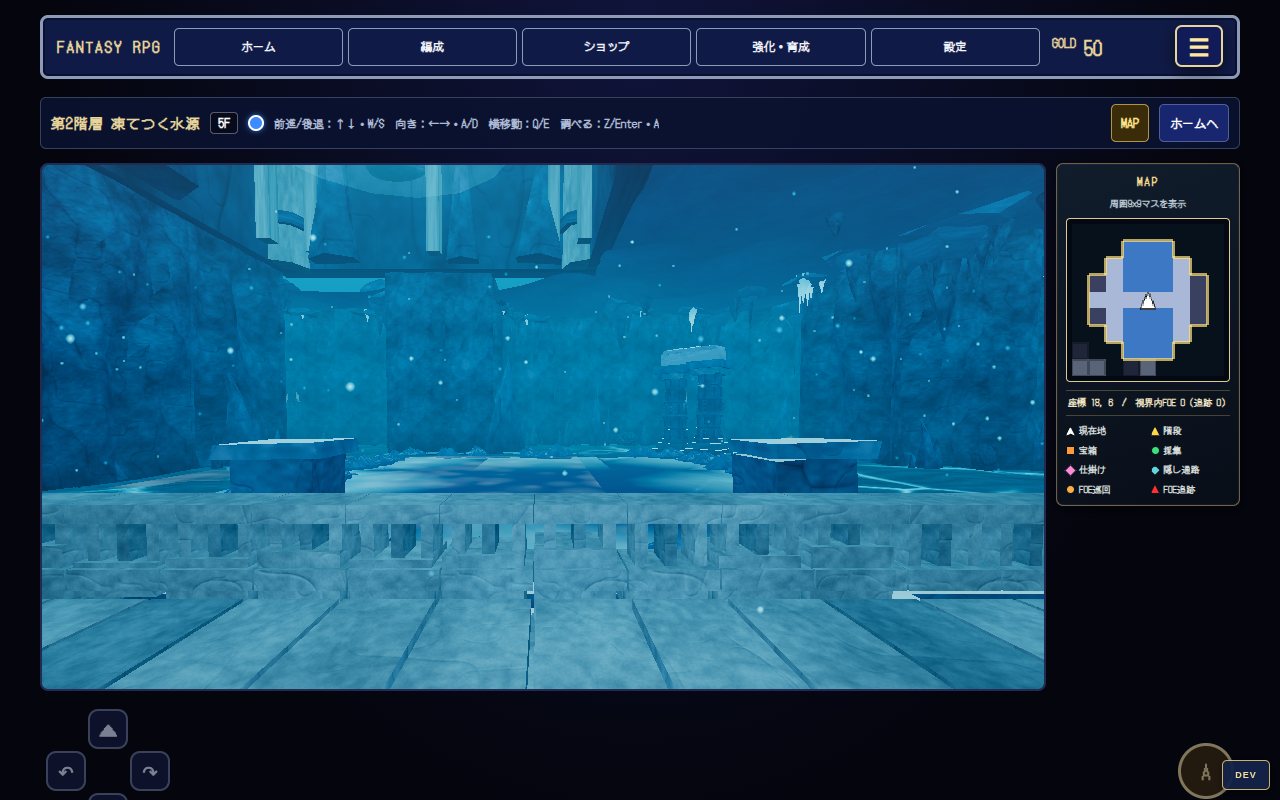 FANTASY RPG
ホーム
編成
ショップ
強化・育成
設定
GOLD 50
第2階層 凍てつく水源
5F
前進/後退：↑↓・W/S 向き：←→・A/D 横移動：Q/E 調べる：Z/Enter・A
MAP
ホームへ
MAP
周囲9x9マスを表示
座標 18, 6 / 視界内FOE 0 (追跡 0)
現在地
階段
宝箱
採集
仕掛け
隠し通路
FOE巡回
FOE追跡
A
DEV